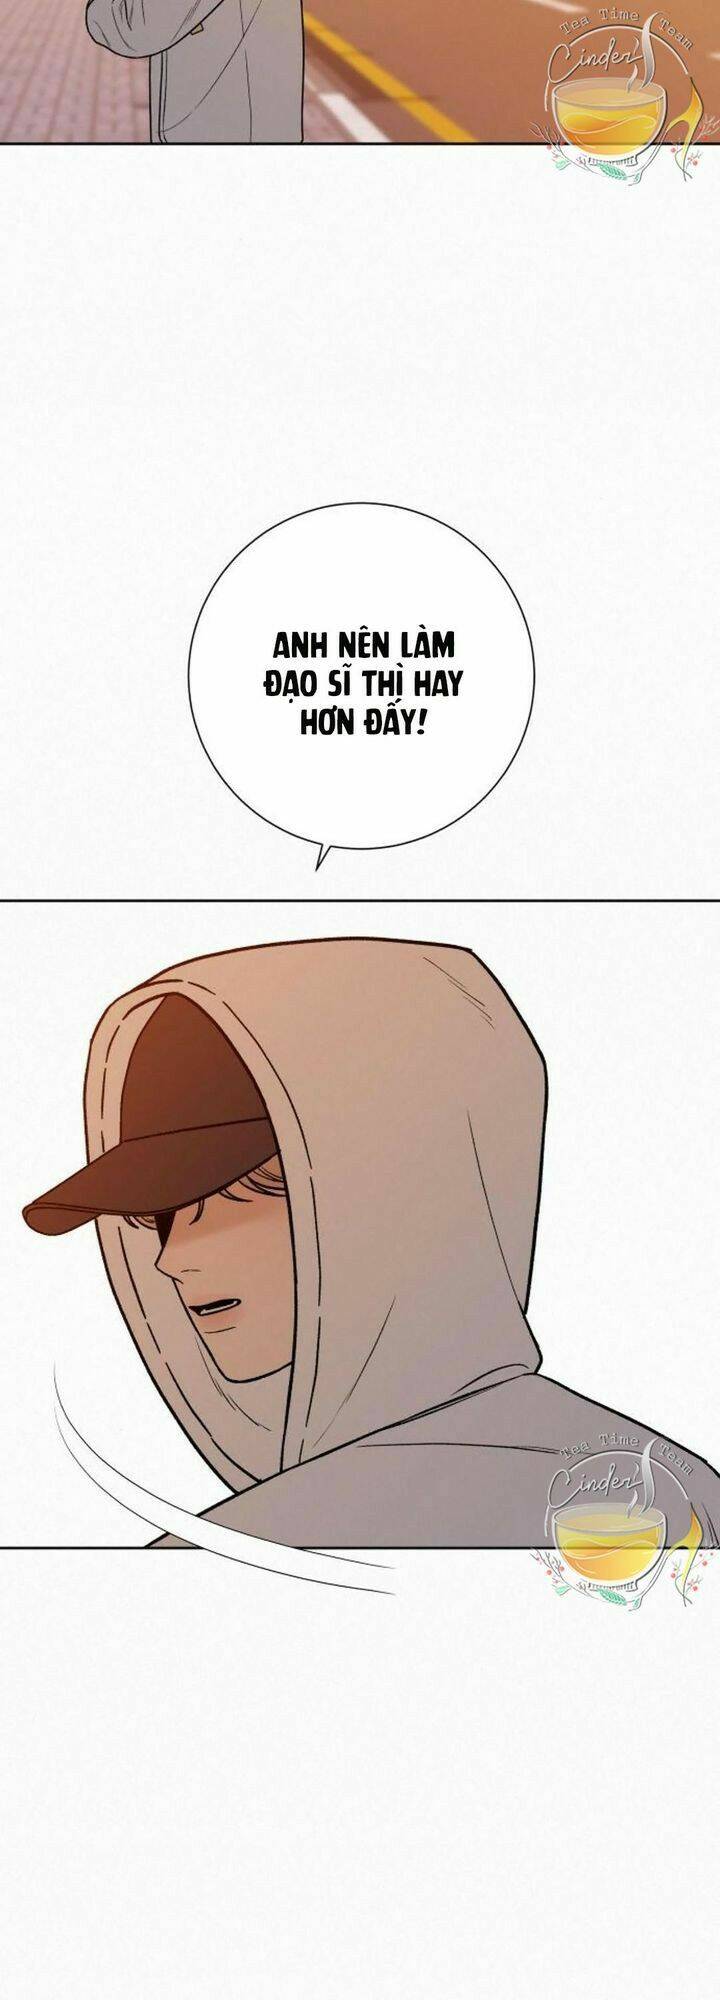 Tea Time Team
Cinder
ANH NÊN LÀM
ĐẠO SĨ THÌ HAY
HƠN ĐẤY!
Tea Time Team
Cinder